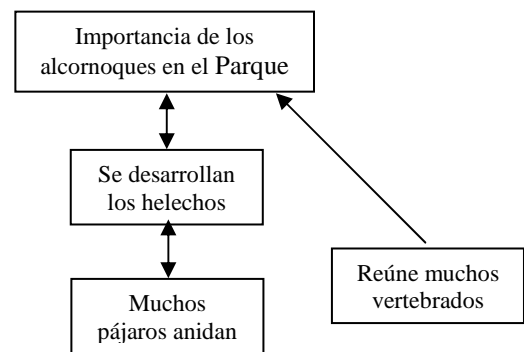 Importancia de los
alcornoques en el Parque
Se desarrollan
los helechos
Reúne muchos
vertebrados
Muchos
pájaros anidan